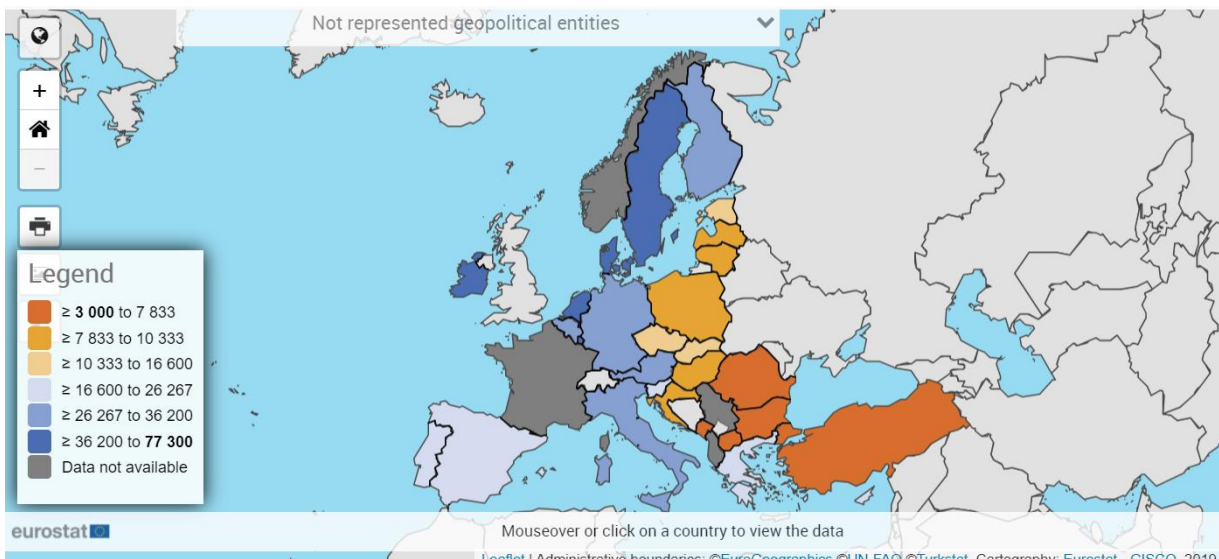 Not represented geopolitical entities
+
−
Legend
≥ 3 000 to 7 833
≥ 7 833 to 10 333
≥ 10 333 to 16 600
≥ 16 600 to 26 267
≥ 26 267 to 36 200
≥ 36 200 to 77 300
Data not available
eurostat
Mouseover or click on a country to view the data
Leaflet | Administrative boundaries: ©EuroGeographics ©UN-FAO ©Turkstat, Cartography: Eurostat - GISCO, 2019